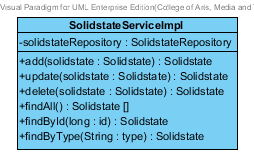 Visual Paradigm for UML Enterprise Edition(College of Arts, Media and
SolidstateServiceImpl
-solidstateRepository : SolidstateRepository
+add(solidstate : Solidstate) : Solidstate
+update(solidstate : Solidstate) : Solidstate
+delete(solidstate : Solidstate) : Solidstate
+findAll() : Solidstate []
+findById(long : id) : Solidstate
+findByType(String : type) : Solidstate